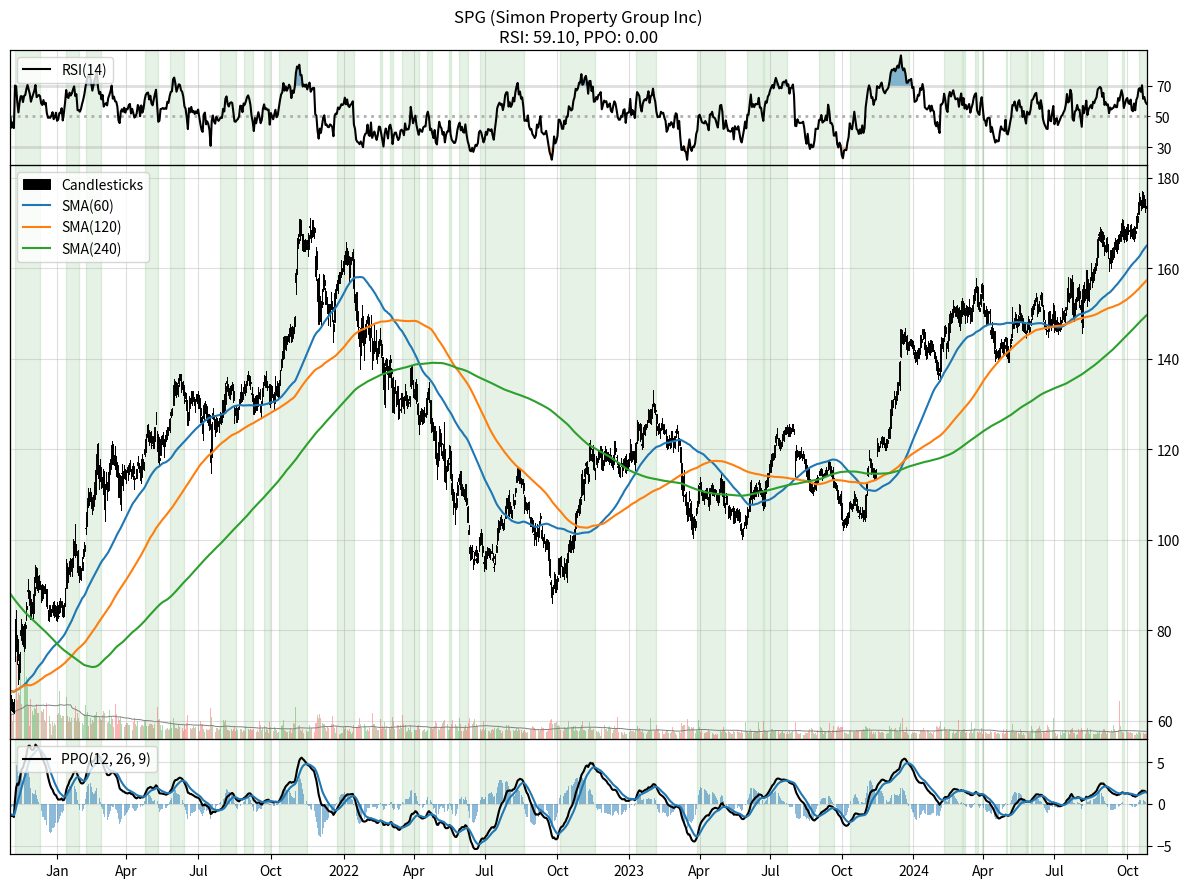 SPG (Simon Property Group Inc)
RSI: 59.10, PPO: 0.00
RSI(14)
70
50
30
Candlesticks
SMA(60)
SMA(120)
SMA(240)
180
160
140
120
100
80
60
PPO(12, 26, 9)
5
0
−5
Jan Apr Jul Oct 2022 Apr Jul Oct 2023 Apr Jul Oct 2024 Apr Jul Oct